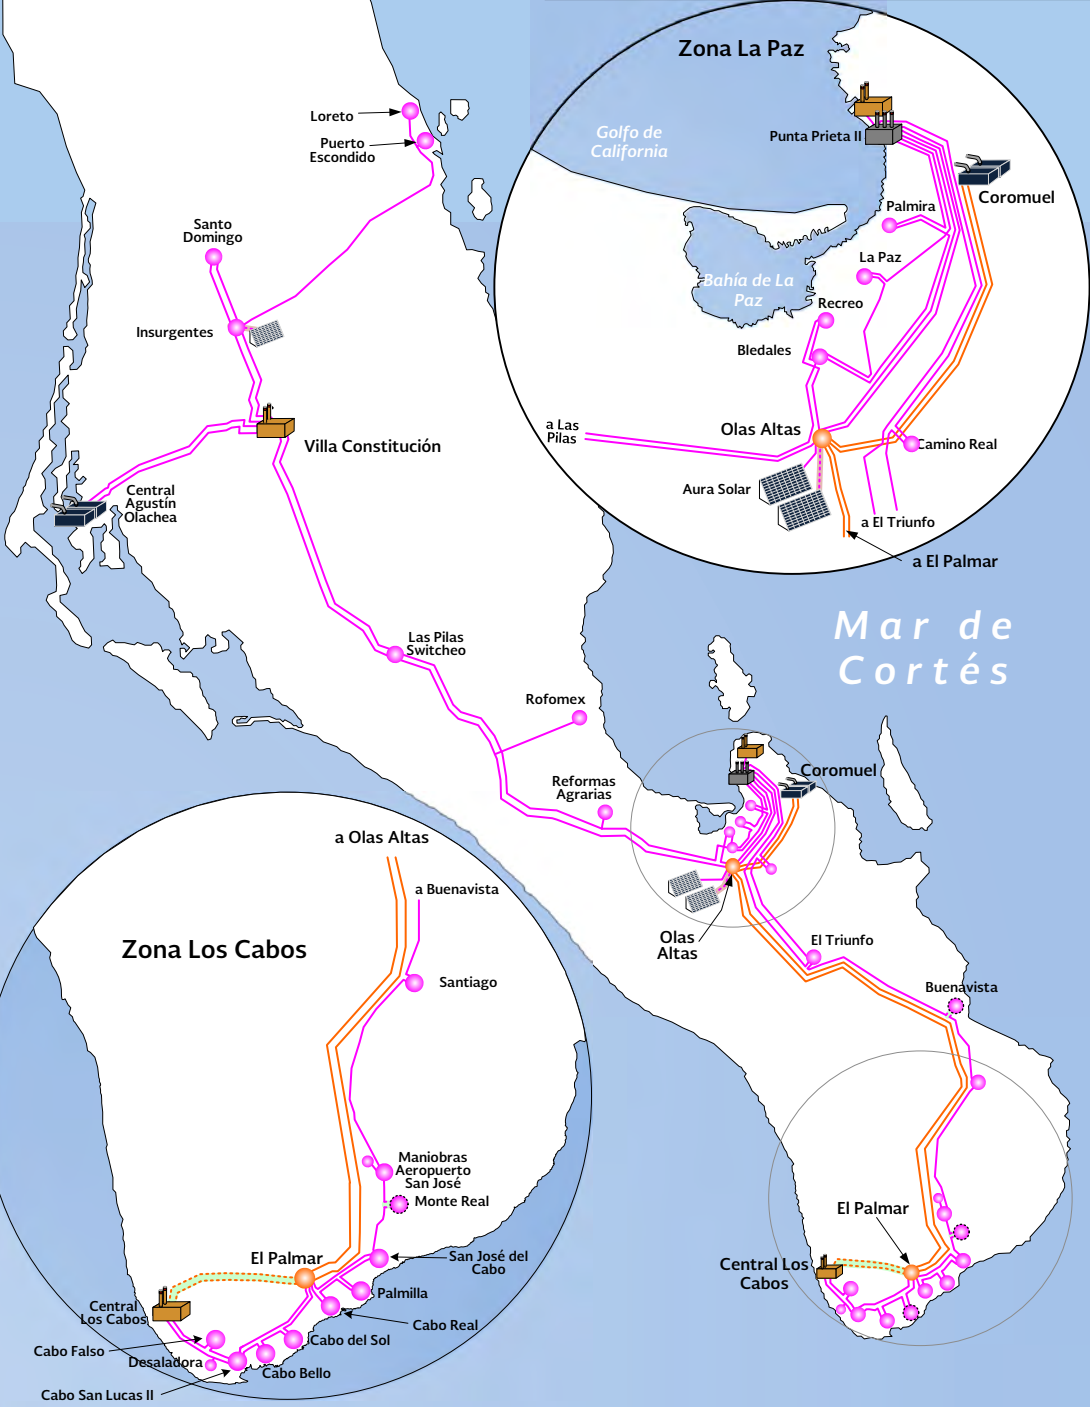 Zona La Paz
Loreto
Puerto
Escondido
Golfo de
California
Punta Prieta II
Coromuel
Palmira
Santo
Domingo
La Paz
Bahía de La
Paz
Recreo
Insurgentes
Bledales
a Las
Pilas
Olas Altas
Camino Real
Villa Constitución
Aura Solar
Central
Agustín
Olachea
a El Triunfo
a El Palmar
Mar de
Cortés
Las Pilas
Switcheo
Rofomex
Coromuel
Reformas
Agrarias
a Olas Altas
a Buenavista
Zona Los Cabos
Olas
Altas
El Triunfo
Santiago
Buenavista
Maniobras
Aeropuerto
San José
Monte Real
El Palmar
El Palmar
San José del
Cabo
Central Los
Cabos
Palmilla
Central
Los Cabos
Cabo Real
Cabo Falso
Cabo del Sol
Desaladora
Cabo Bello
Cabo San Lucas II